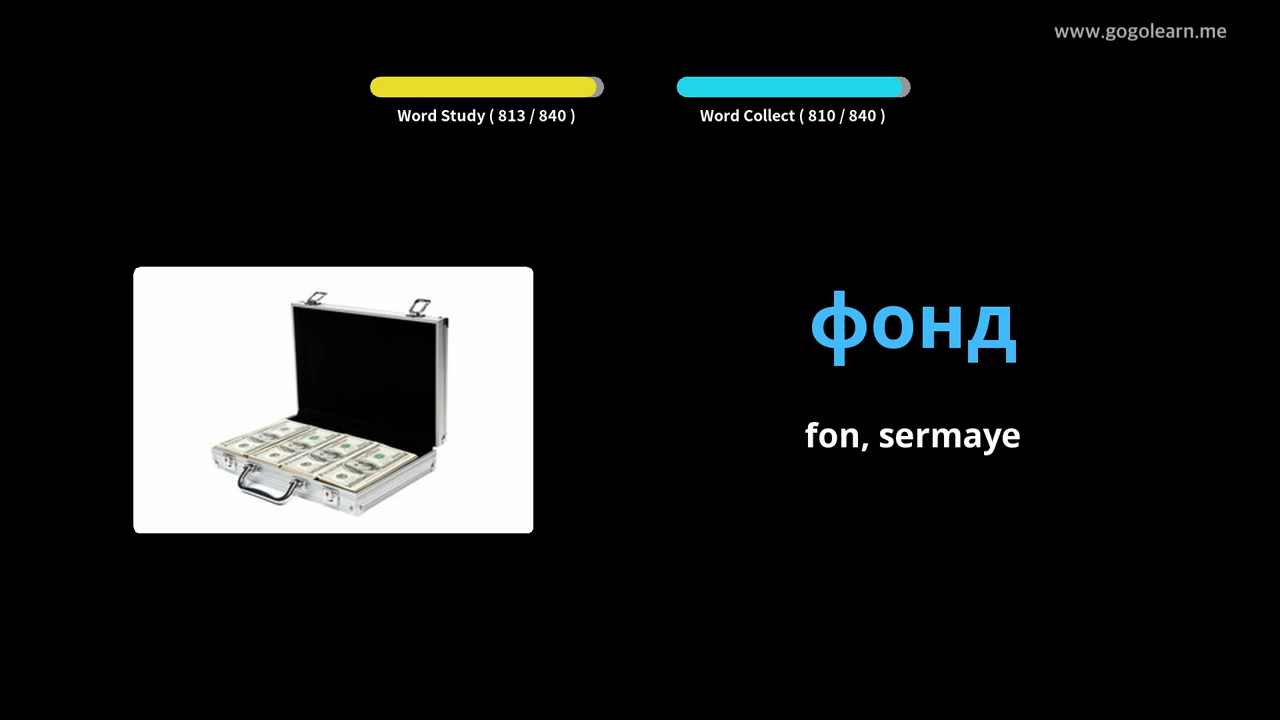 www.gogolearn.me
Word Study ( 813 / 840 )
Word Collect ( 810 / 840 )
фонд
fon, sermaye